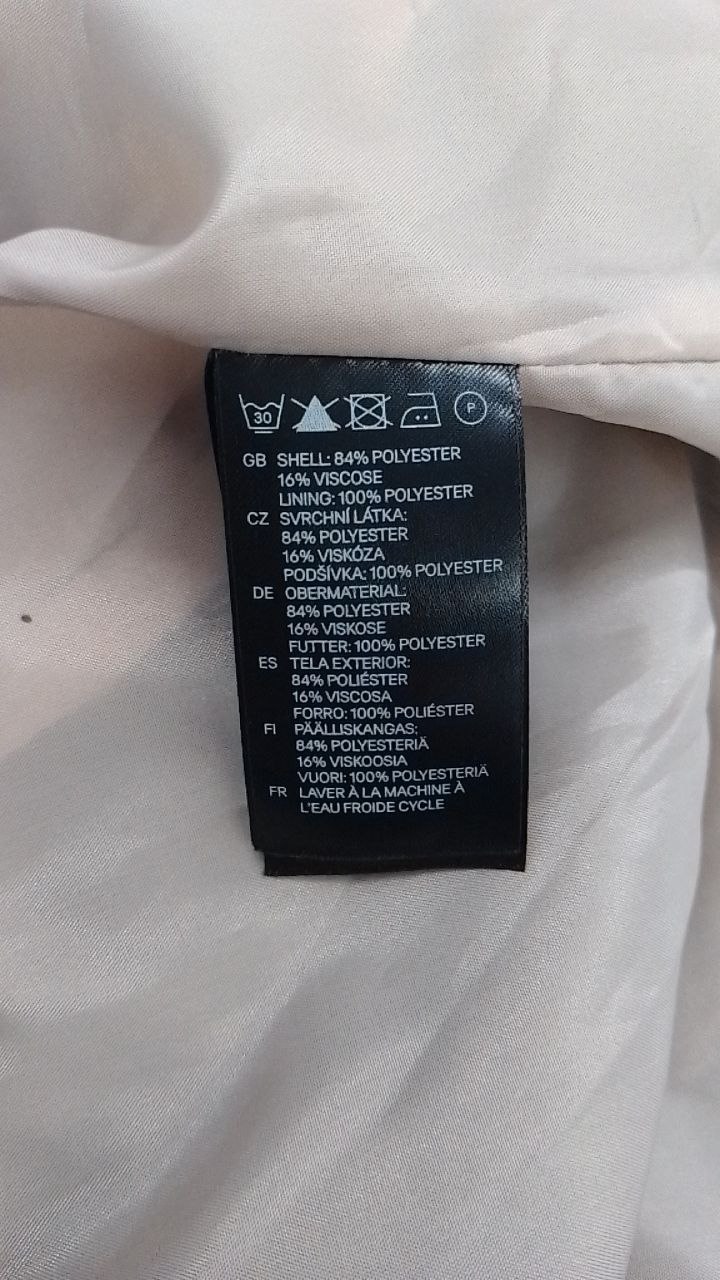 30 P
GB SHELL: 84% POLYESTER
16% VISCOSE
LINING: 100% POLYESTER
CZ SVRCHNÍ LÁTKA:
84% POLYESTER
16% VISKÓZA
PODŠÍVKA: 100% POLYESTER
DE OBERMATERIAL:
84% POLYESTER
16% VISKOSE
FUTTER: 100% POLYESTER
ES TELA EXTERIOR:
84% POLIÉSTER
16% VISCOSA
FORRO: 100% POLIÉSTER
FI PÄÄLLISKANGAS:
84% POLYESTERIÄ
16% VISKOOSIA
VUORI: 100% POLYESTERIÄ
FR LAVER À LA MACHINE À
L'EAU FROIDE CYCLE